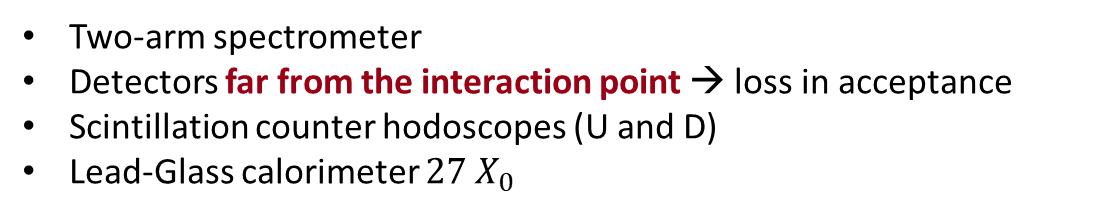 • Two-arm spectrometer
• Detectors far from the interaction point → loss in acceptance
• Scintillation counter hodoscopes (U and D)
• Lead-Glass calorimeter 27 X₀